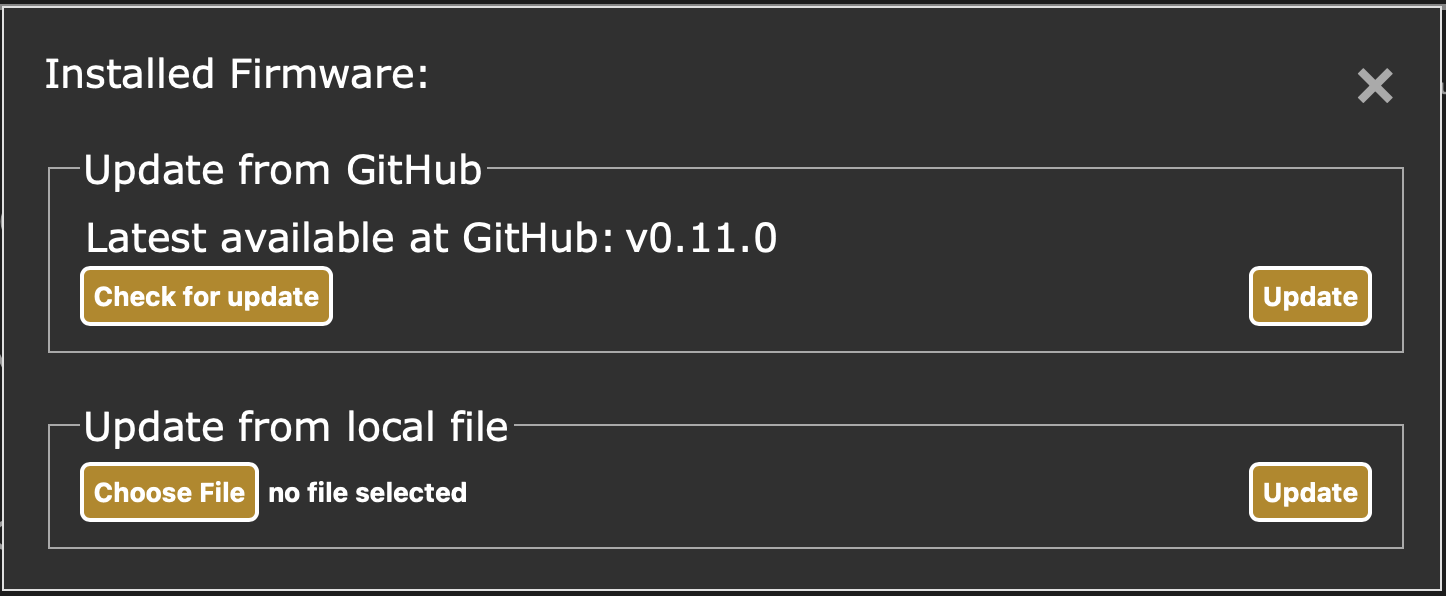 Installed Firmware:
Update from GitHub
Latest available at GitHub: v0.11.0
Check for update Update
Update from local file
Choose File no file selected Update